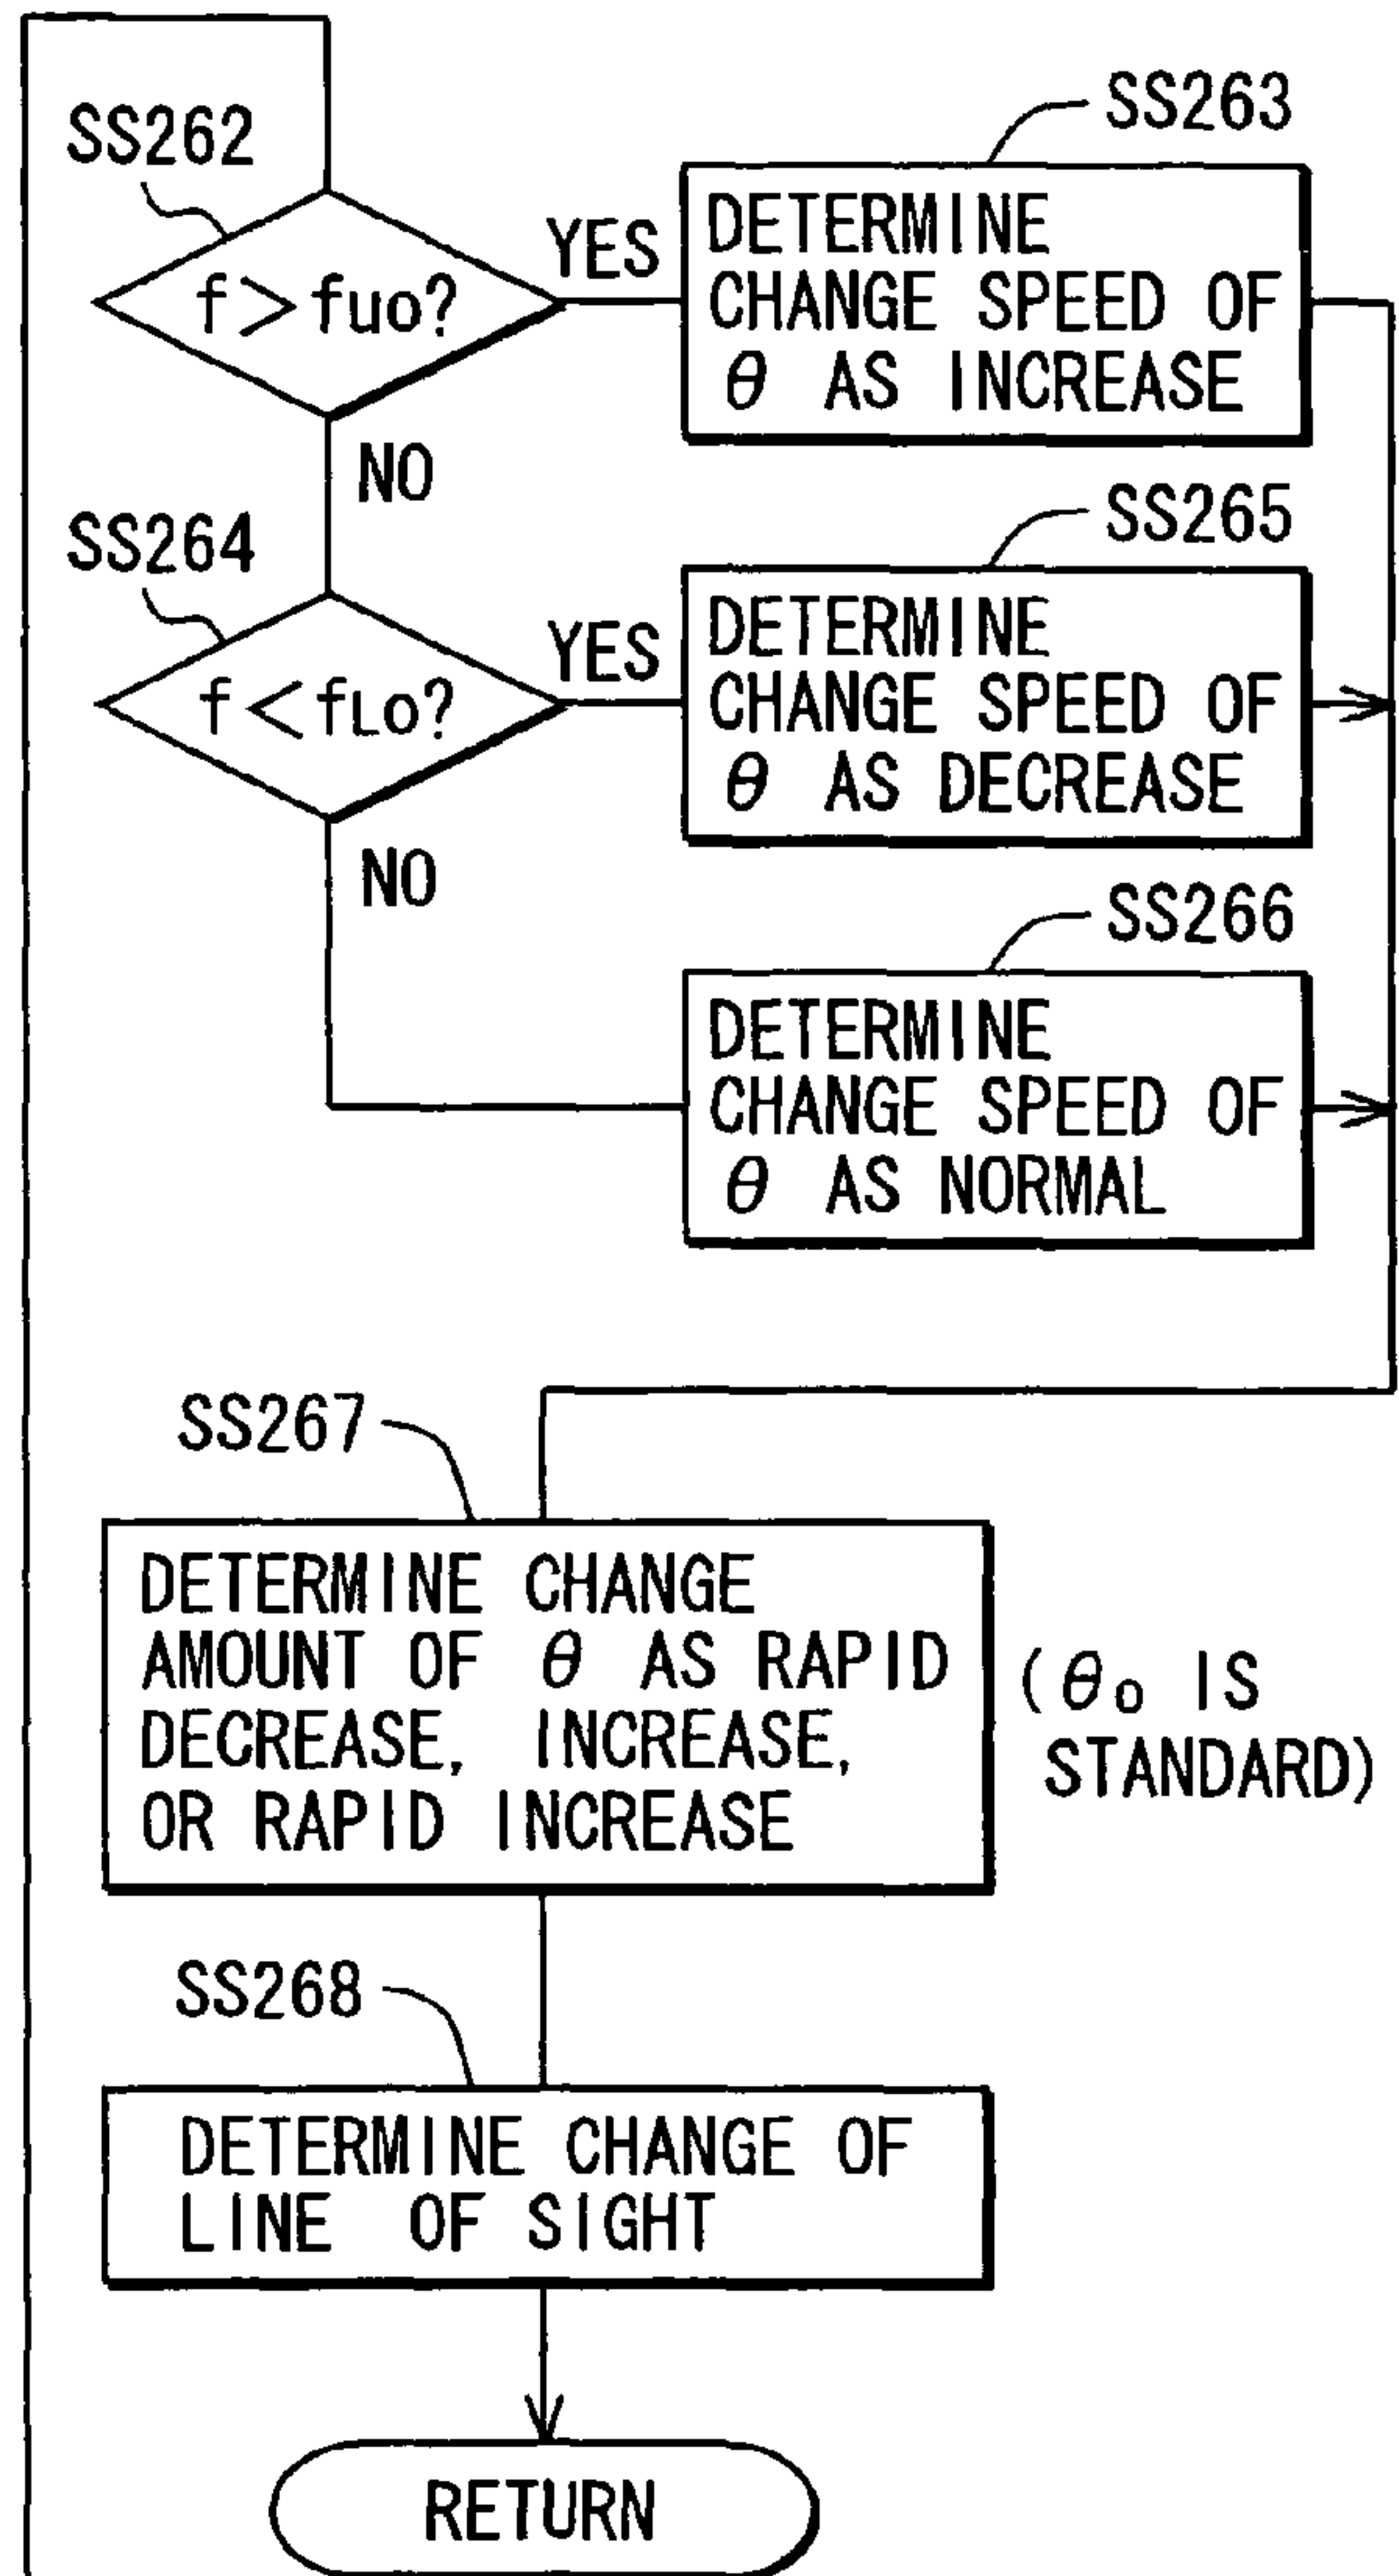 SS262
f>fuo?
YES
NO
SS263
DETERMINE
CHANGE SPEED OF
θ AS INCREASE
SS264
f<fLo?
YES
NO
SS265
DETERMINE
CHANGE SPEED OF
θ AS DECREASE
SS266
DETERMINE
CHANGE SPEED OF
θ AS NORMAL
SS267
DETERMINE CHANGE
AMOUNT OF θ AS RAPID
DECREASE, INCREASE,
OR RAPID INCREASE
(θo IS
STANDARD)
SS268
DETERMINE CHANGE OF
LINE OF SIGHT
RETURN